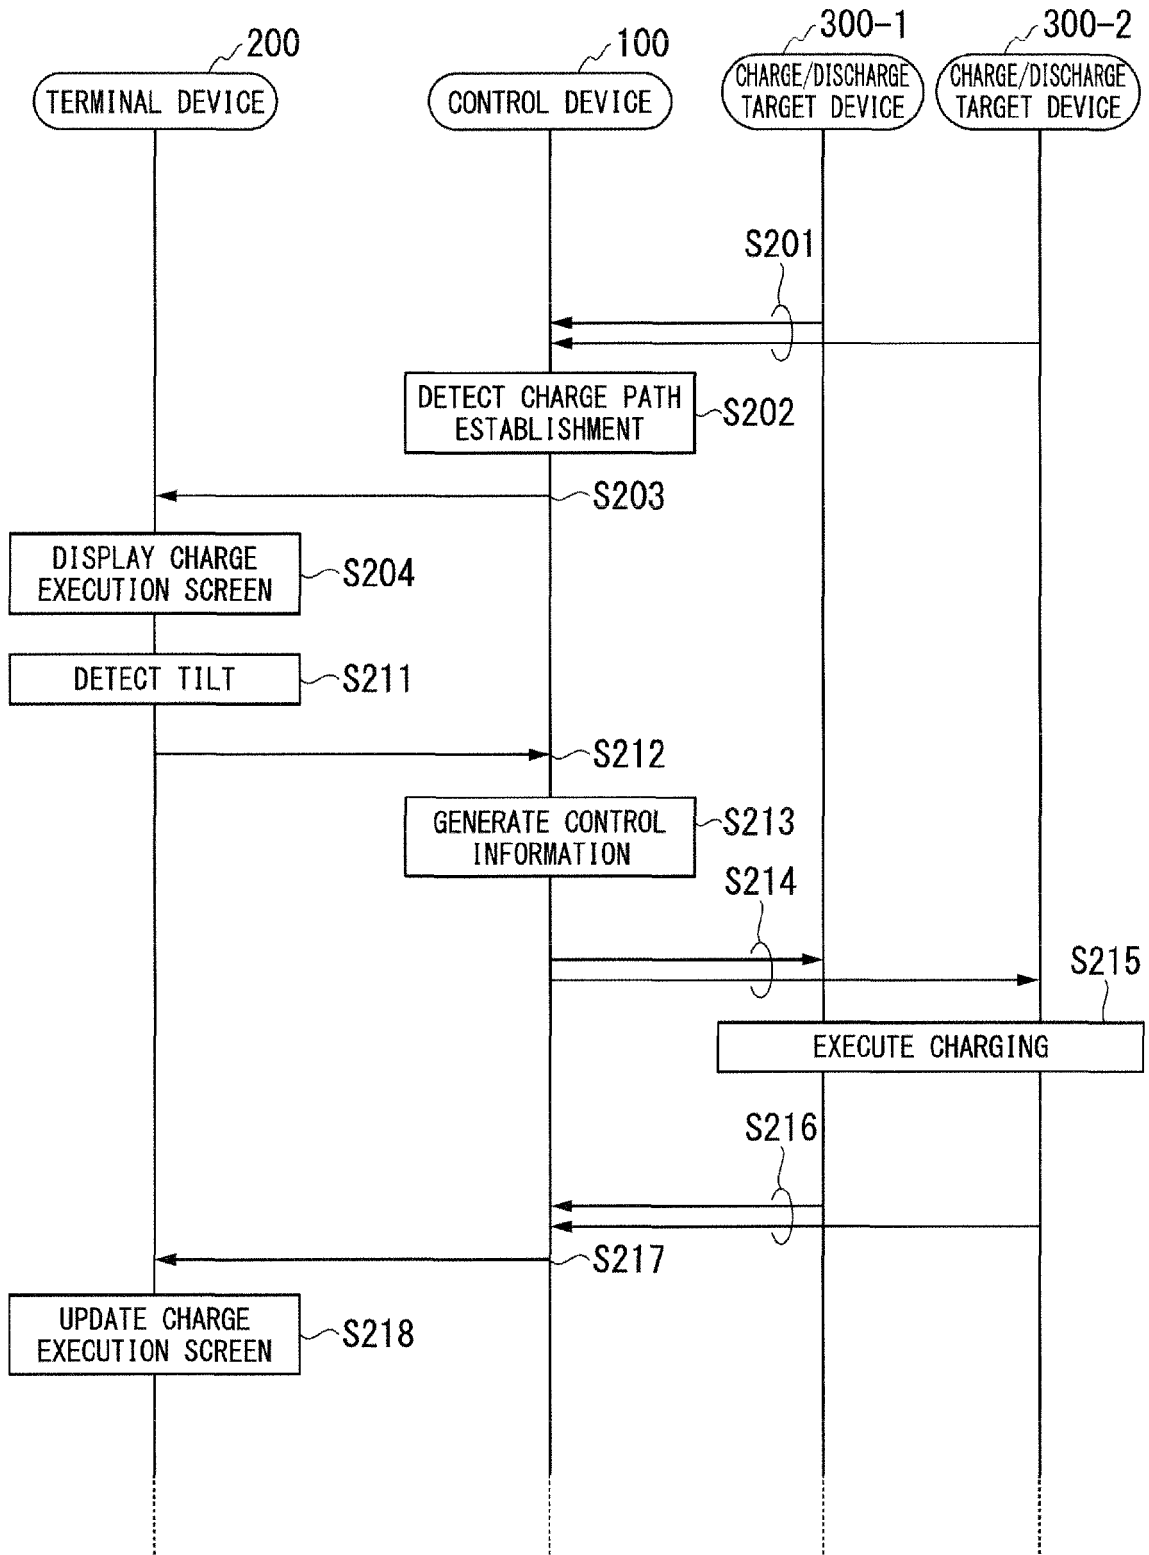 200
100
300-1
300-2
TERMINAL DEVICE
CONTROL DEVICE
CHARGE/DISCHARGE
TARGET DEVICE
CHARGE/DISCHARGE
TARGET DEVICE
S201
DETECT CHARGE PATH
ESTABLISHMENT
S202
S203
DISPLAY CHARGE
EXECUTION SCREEN
S204
DETECT TILT
S211
S212
GENERATE CONTROL
INFORMATION
S213
S214
S215
EXECUTE CHARGING
S216
S217
UPDATE CHARGE
EXECUTION SCREEN
S218